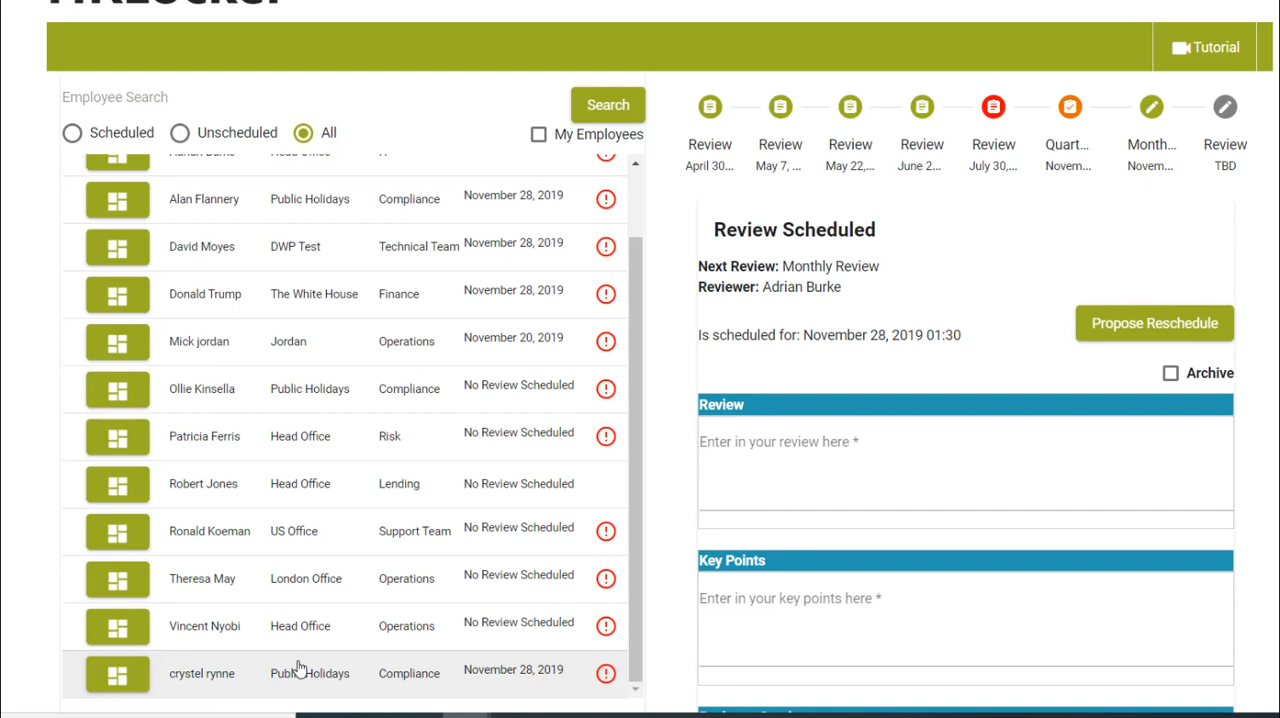 HRLocker
Tutorial
Employee Search
Search
Scheduled Unscheduled All
My Employees
Alan Flannery Public Holidays Compliance November 28, 2019
David Moyes DWP Test Technical Team November 28, 2019
Donald Trump The White House Finance November 28, 2019
Mick jordan Jordan Operations November 20, 2019
Ollie Kinsella Public Holidays Compliance No Review Scheduled
Patricia Ferris Head Office Risk No Review Scheduled
Robert Jones Head Office Lending No Review Scheduled
Ronald Koeman US Office Support Team No Review Scheduled
Theresa May London Office Operations No Review Scheduled
Vincent Nyobi Head Office Operations No Review Scheduled
crystel rynne Public Holidays Compliance November 28, 2019
Review Review Review Review Review Quart... Month... Review
April 30... May 7, ... May 22,... June 2... July 30,... Novem... Novem... TBD
Review Scheduled
Next Review: Monthly Review
Reviewer: Adrian Burke
Is scheduled for: November 28, 2019 01:30
Propose Reschedule
Archive
Review
Enter in your review here *
Key Points
Enter in your key points here *